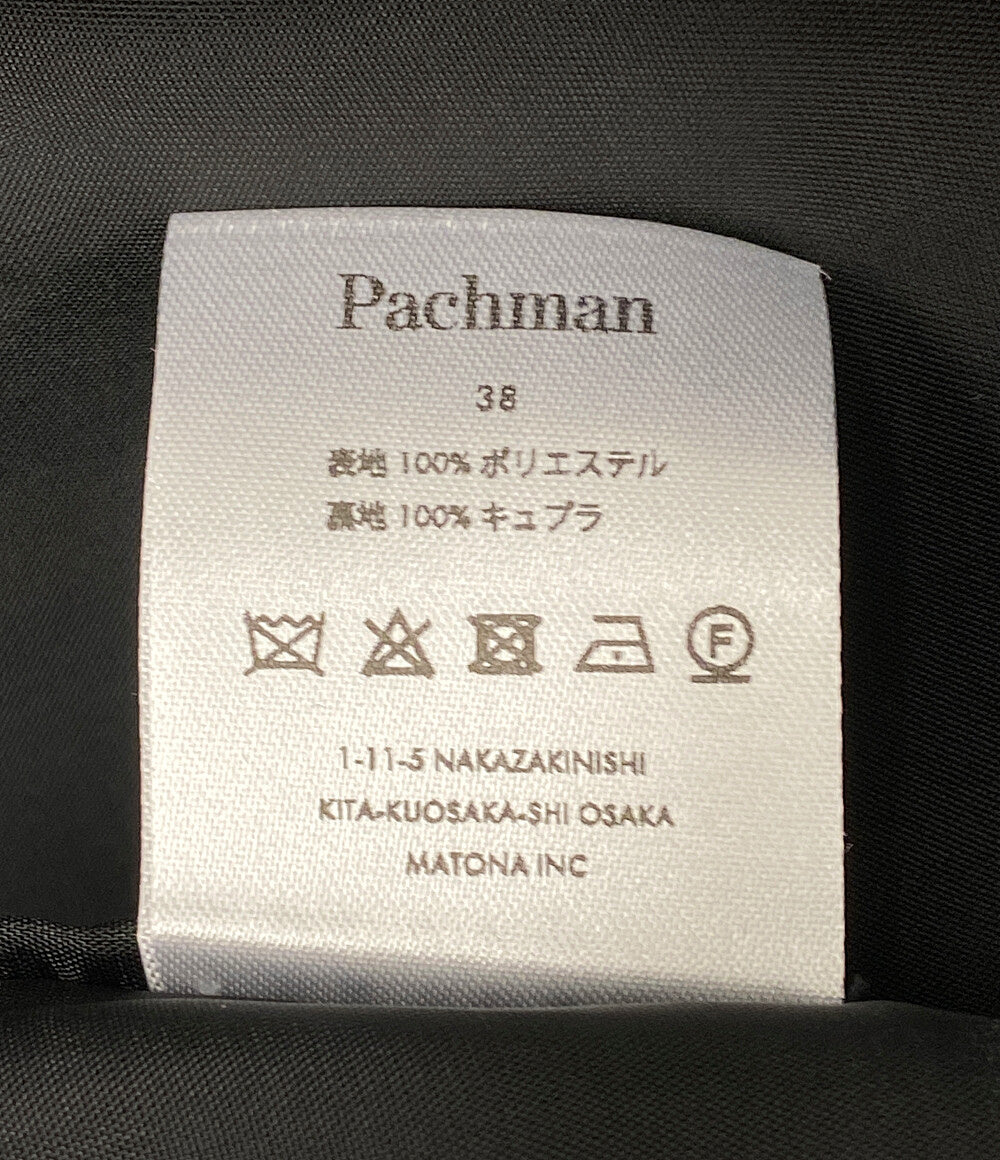 Pachman
38
表地 100% ポリエステル
裏地 100% キュプラ
F
1-11-5 NAKAZAKINISHI
KITA-KUOSAKA-SHI OSAKA
MATONA INC